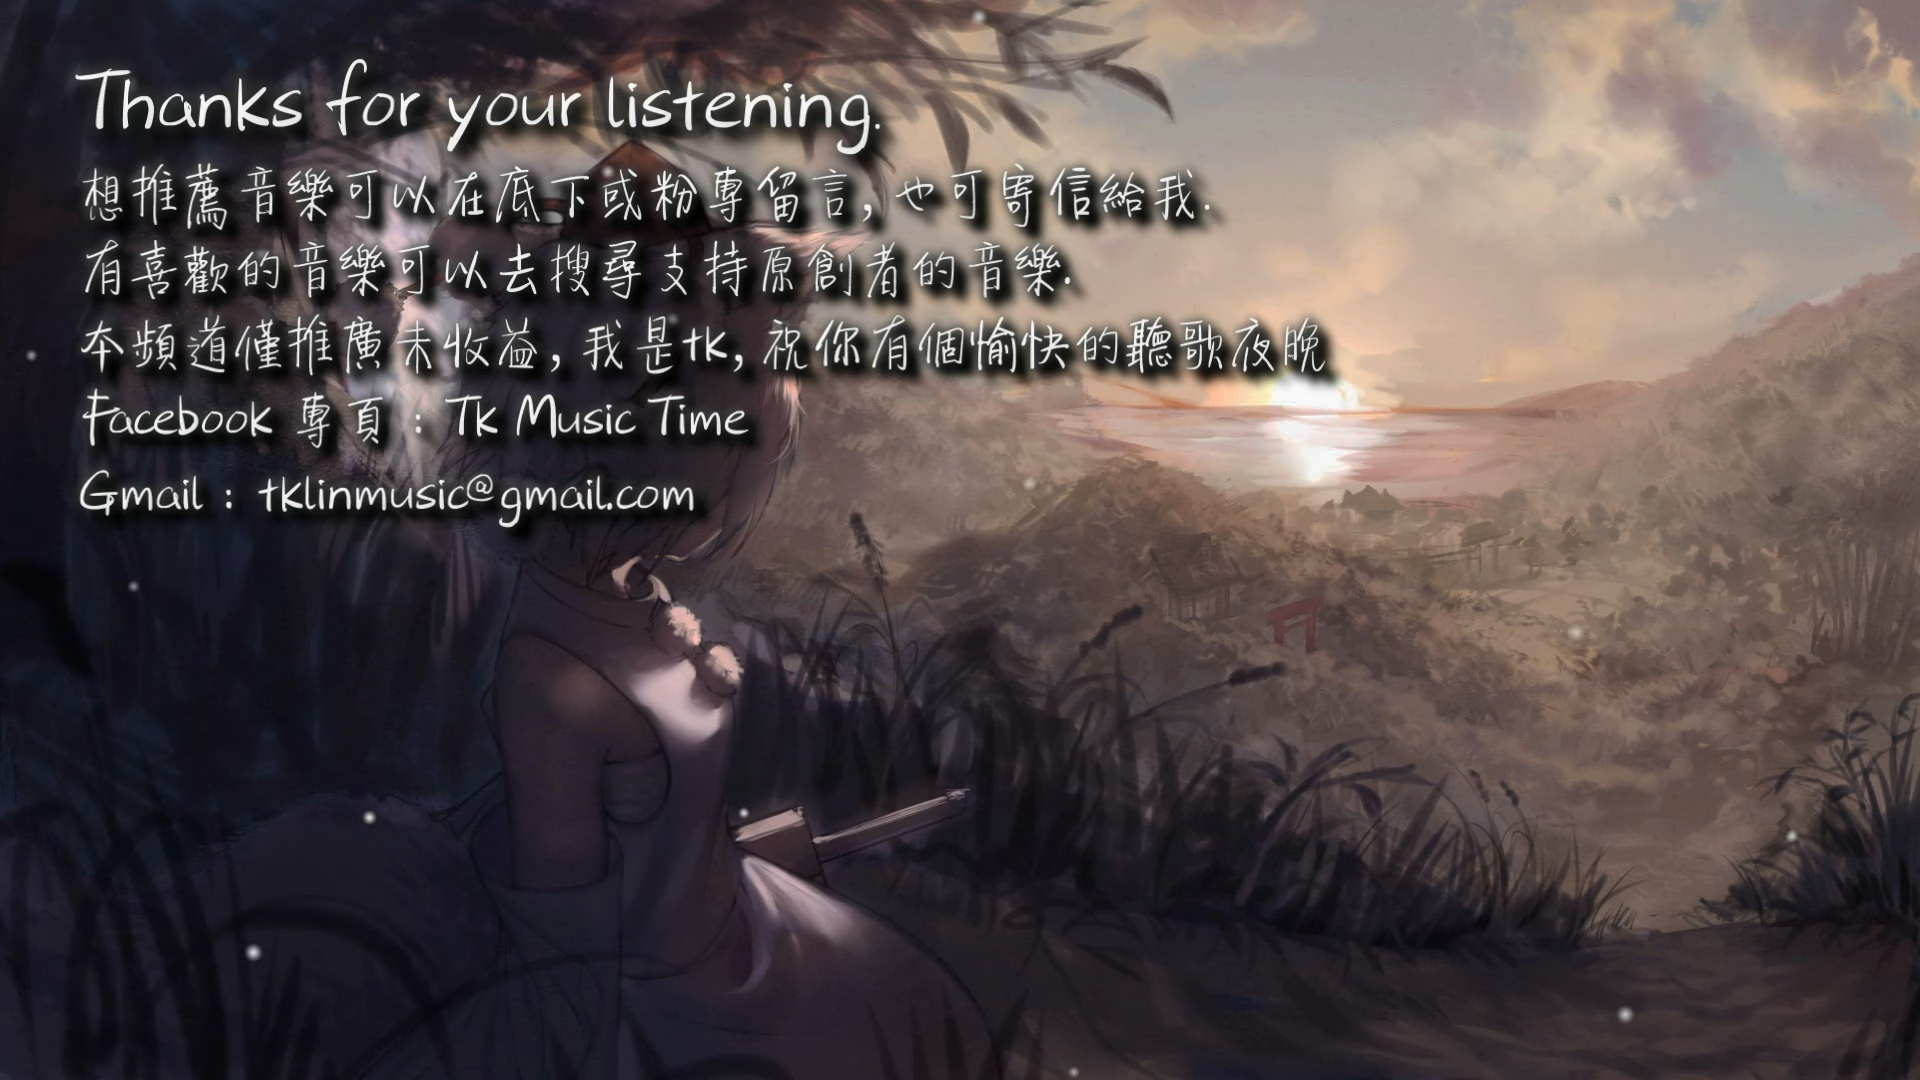 Thanks for your listening.
想推薦音樂可以在底下或粉專留言, 也可寄信給我.
有喜歡的音樂可以去搜尋支持原創者的音樂.
本頻道僅推廣未收益, 我是tk, 祝你有個愉快的聽歌夜晚
Facebook 專頁 : Tk Music Time
Gmail : tklinmusic@gmail.com